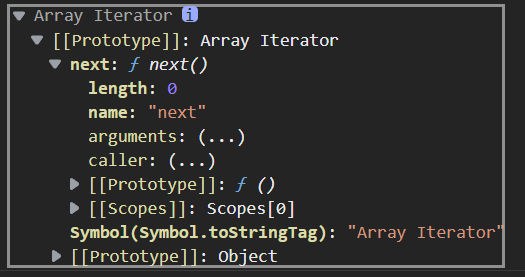 Array Iterator i
[[Prototype]]: Array Iterator
next: ƒ next()
length: 0
name: "next"
arguments: (...)
caller: (...)
[[Prototype]]: ƒ ()
[[Scopes]]: Scopes[0]
Symbol(Symbol.toStringTag): "Array Iterator"
[[Prototype]]: Object